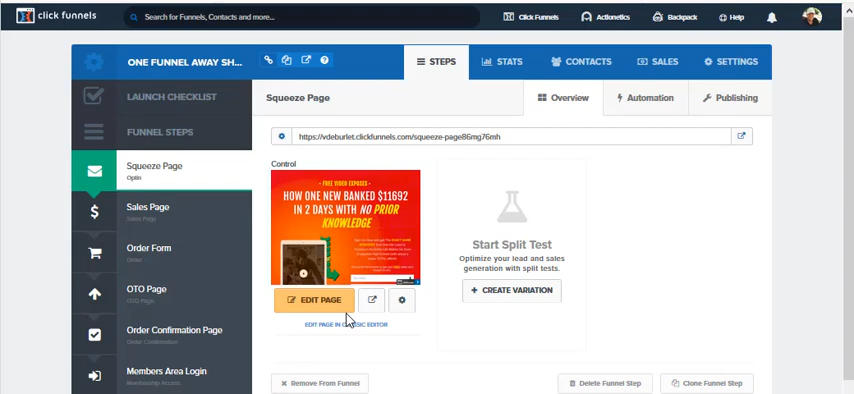 click funnels
Search for Funnels, Contacts and more...
Click Funnels
Actionetics
Backpack
Help
ONE FUNNEL AWAY SH...
STEPS
STATS
CONTACTS
SALES
SETTINGS
LAUNCH CHECKLIST
FUNNEL STEPS
Squeeze Page
Optin
Sales Page
Sales Page
Order Form
Order
OTO Page
OTO Page
Order Confirmation Page
Order Confirmation
Members Area Login
Membership Access
Squeeze Page
Overview
Automation
Publishing
https://vdeburlet.clickfunnels.com/squeeze-page86mg76mh
Control
• FREE VIDEO EXPOSES •
HOW ONE NEW BANKED $11692
IN 2 DAYS WITH NO PRIOR
KNOWLEDGE
EDIT PAGE
EDIT PAGE IN CLASSIC EDITOR
Start Split Test
Optimize your lead and sales
generation with split tests.
+ CREATE VARIATION
× Remove From Funnel
Delete Funnel Step
Clone Funnel Step